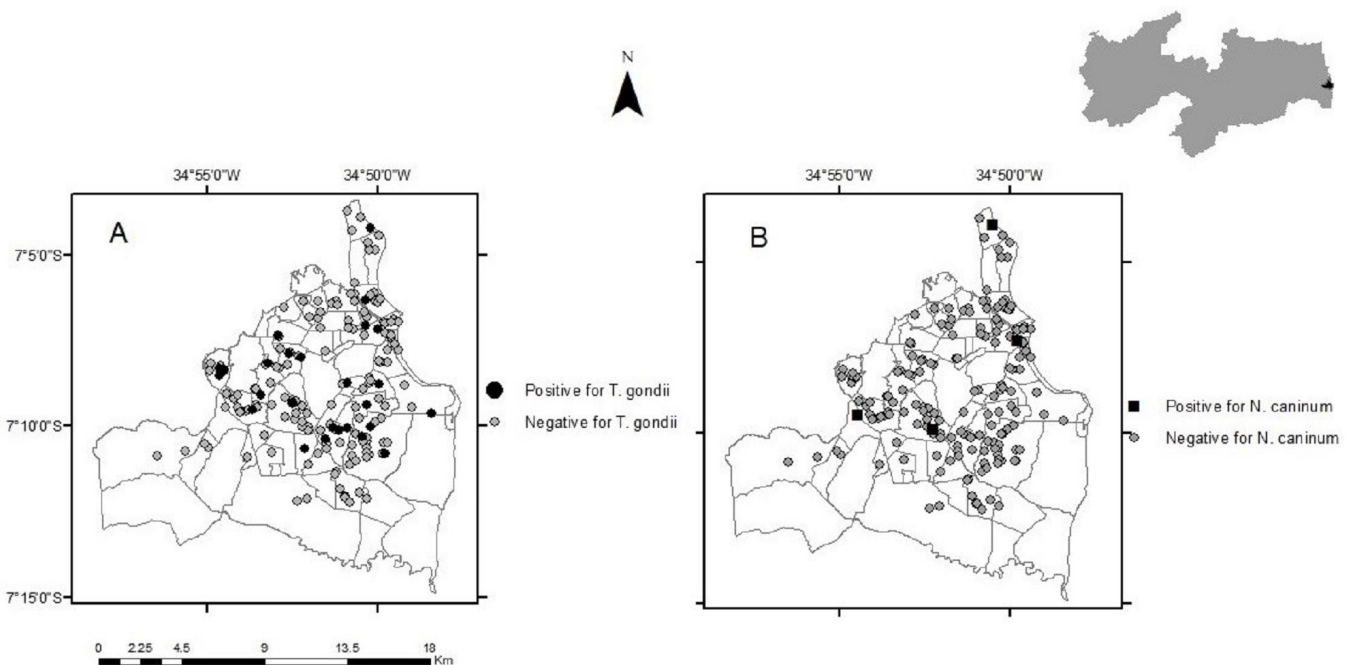 N
34°55'0"W 34°50'0"W
34°55'0"W 34°50'0"W
A
B
7°5'0"S
7°10'0"S
7°15'0"S
Positive for T. gondii
Negative for T. gondii
Positive for N. caninum
Negative for N. caninum
0 2.25 4.5 9 13.5 18
Km